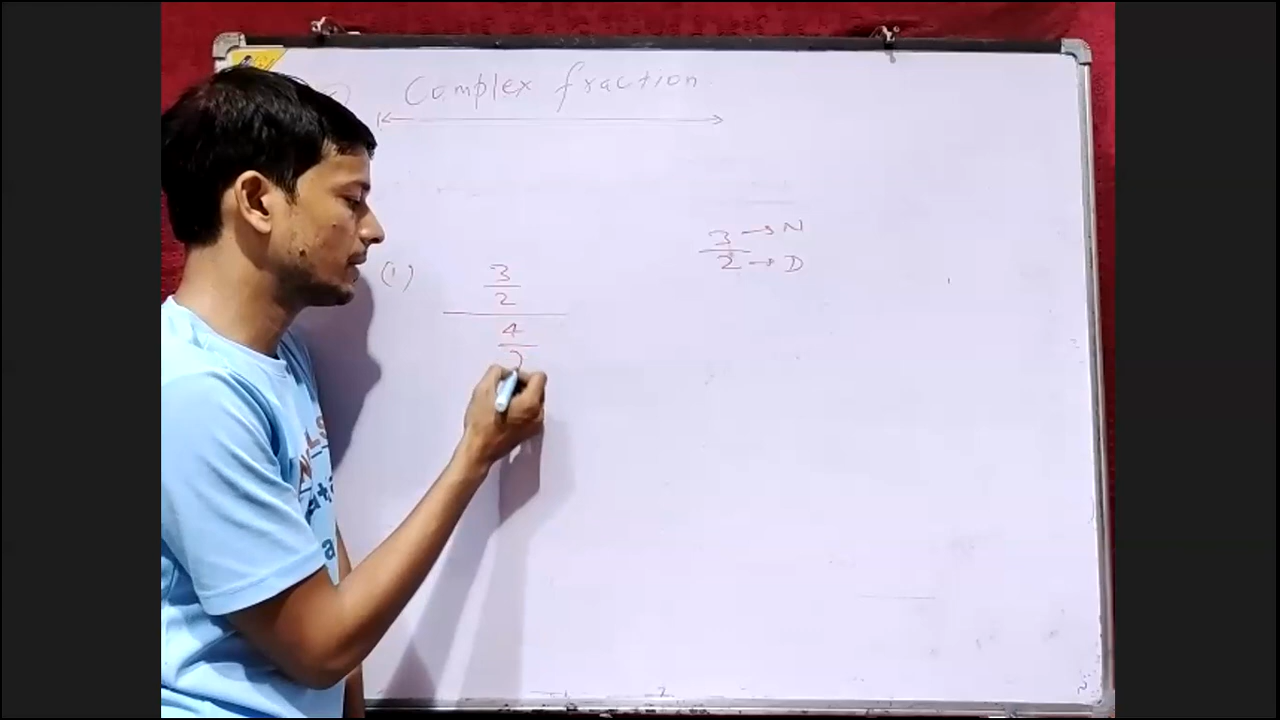 Complex fraction
3 → N
2 → D
(1)
3
2
4